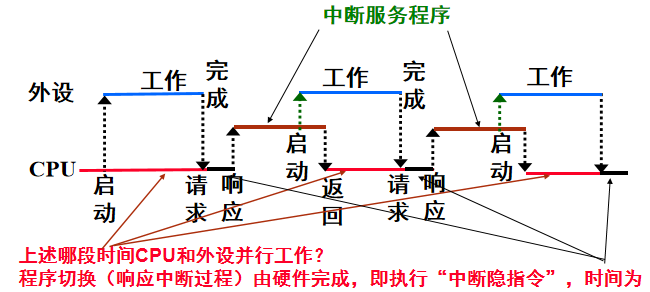 中断服务程序
外设
工作
完成
工作
完成
工作
CPU
启动
请求
响应
启动
返回
请求
响应
启动
上述哪段时间CPU和外设并行工作?
程序切换（响应中断过程）由硬件完成，即执行“中断隐指令”，时间为